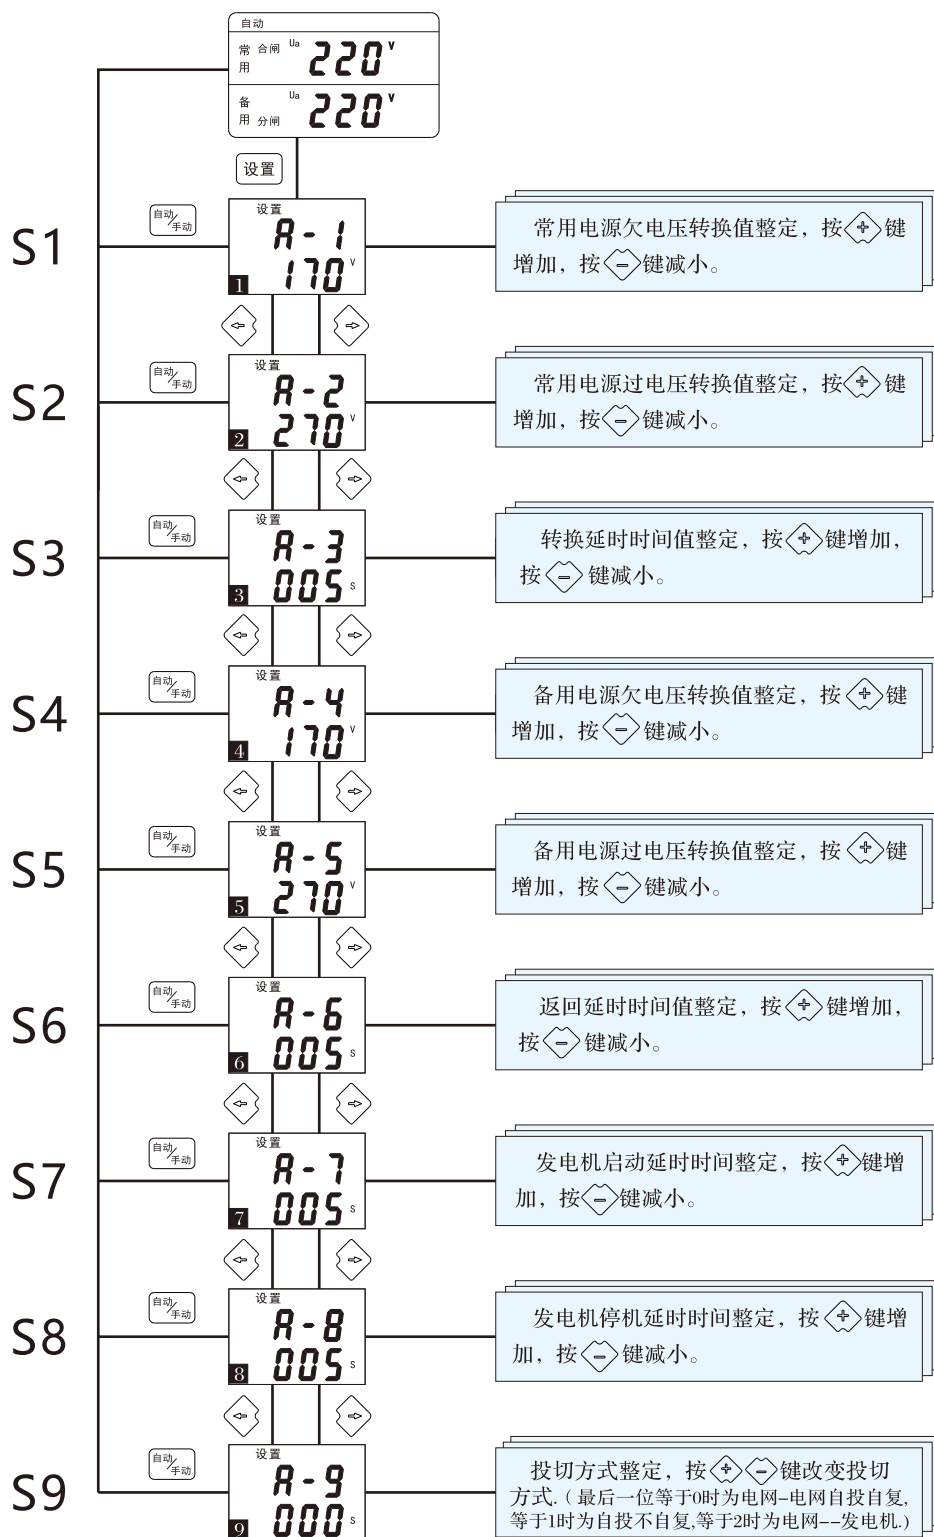 自动
常用 合闸 Ua 220 V
备用 分闸 Ua 220 V
设置
S1
自动/手动
设置
A-1
1 170 V
常用电源欠电压转换值整定，按+键
增加，按-键减小。
S2
自动/手动
设置
A-2
2 270 V
常用电源过电压转换值整定，按+键
增加，按-键减小。
S3
自动/手动
设置
A-3
3 005 S
转换延时时间值整定，按+键增加，
按-键减小。
S4
自动/手动
设置
A-4
4 170 V
备用电源欠电压转换值整定，按+键
增加，按-键减小。
S5
自动/手动
设置
A-5
5 270 V
备用电源过电压转换值整定，按+键
增加，按-键减小。
S6
自动/手动
设置
A-6
6 005 S
返回延时时间值整定，按+键增加，
按-键减小。
S7
自动/手动
设置
A-7
7 005 S
发电机启动延时时间整定，按+键增
加，按-键减小。
S8
自动/手动
设置
A-8
8 005 S
发电机停机延时时间整定，按+键增
加，按-键减小。
S9
自动/手动
设置
A-9
9 000 S
投切方式整定，按+-键改变投切
方式.(最后一位等于0时为电网-电网自投自复,
等于1时为自投不自复,等于2时为电网--发电机.)